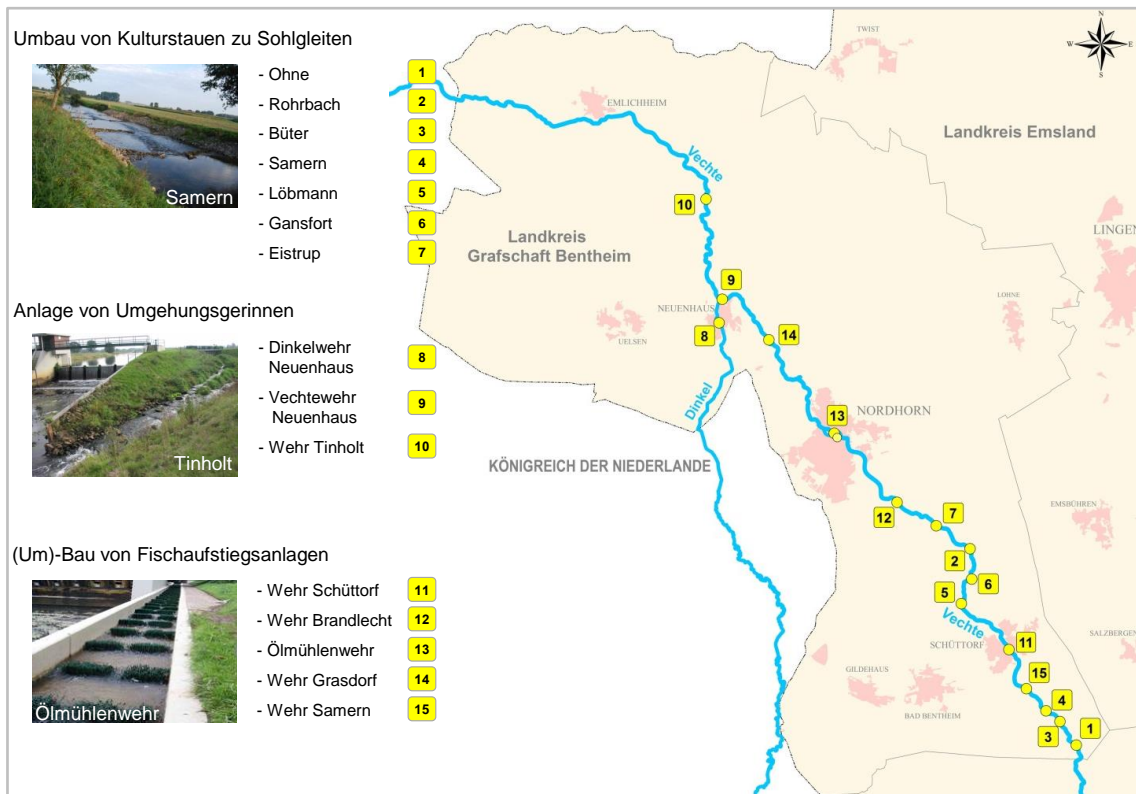 Umbau von Kulturstauen zu Sohlgleiten
Samern
- Ohne 1
- Rohrbach 2
- Büter 3
- Samern 4
- Löbmann 5
- Gansfort 6
- Eistrup 7
Anlage von Umgehungsgerinnen
Tinholt
- Dinkelwehr
Neuenhaus 8
- Vechtewehr
Neuenhaus 9
- Wehr Tinholt 10
(Um)-Bau von Fischaufstiegsanlagen
Ölmühlenwehr
- Wehr Schüttorf 11
- Wehr Brandlecht 12
- Ölmühlenwehr 13
- Wehr Grasdorf 14
- Wehr Samern 15
N
W E
S
TWIST
EMLICHHEIM
Landkreis Emsland
Vechte
10
LINGEN
Landkreis
Grafschaft Bentheim
9
NEUENHAUS
LOHNE
8
UELSEN
14
Dinkel
13
NORDHORN
KÖNIGREICH DER NIEDERLANDE
12
7
EMSBÜHREN
2
6
5
Vechte
SCHÜTTORF
11
SALZBERGEN
GILDEHAUS
15
BAD BENTHEIM
4
3
1